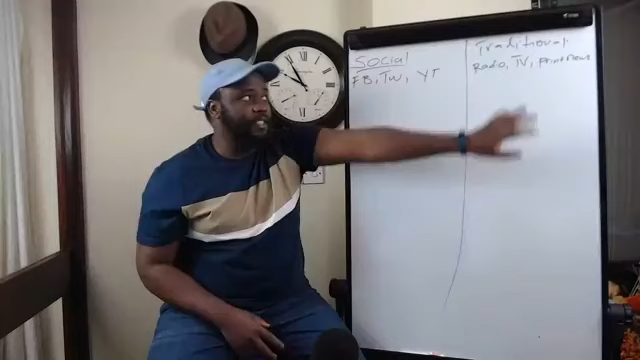 Social
FB, TW, YT
Traditional
Radio, TV, print News